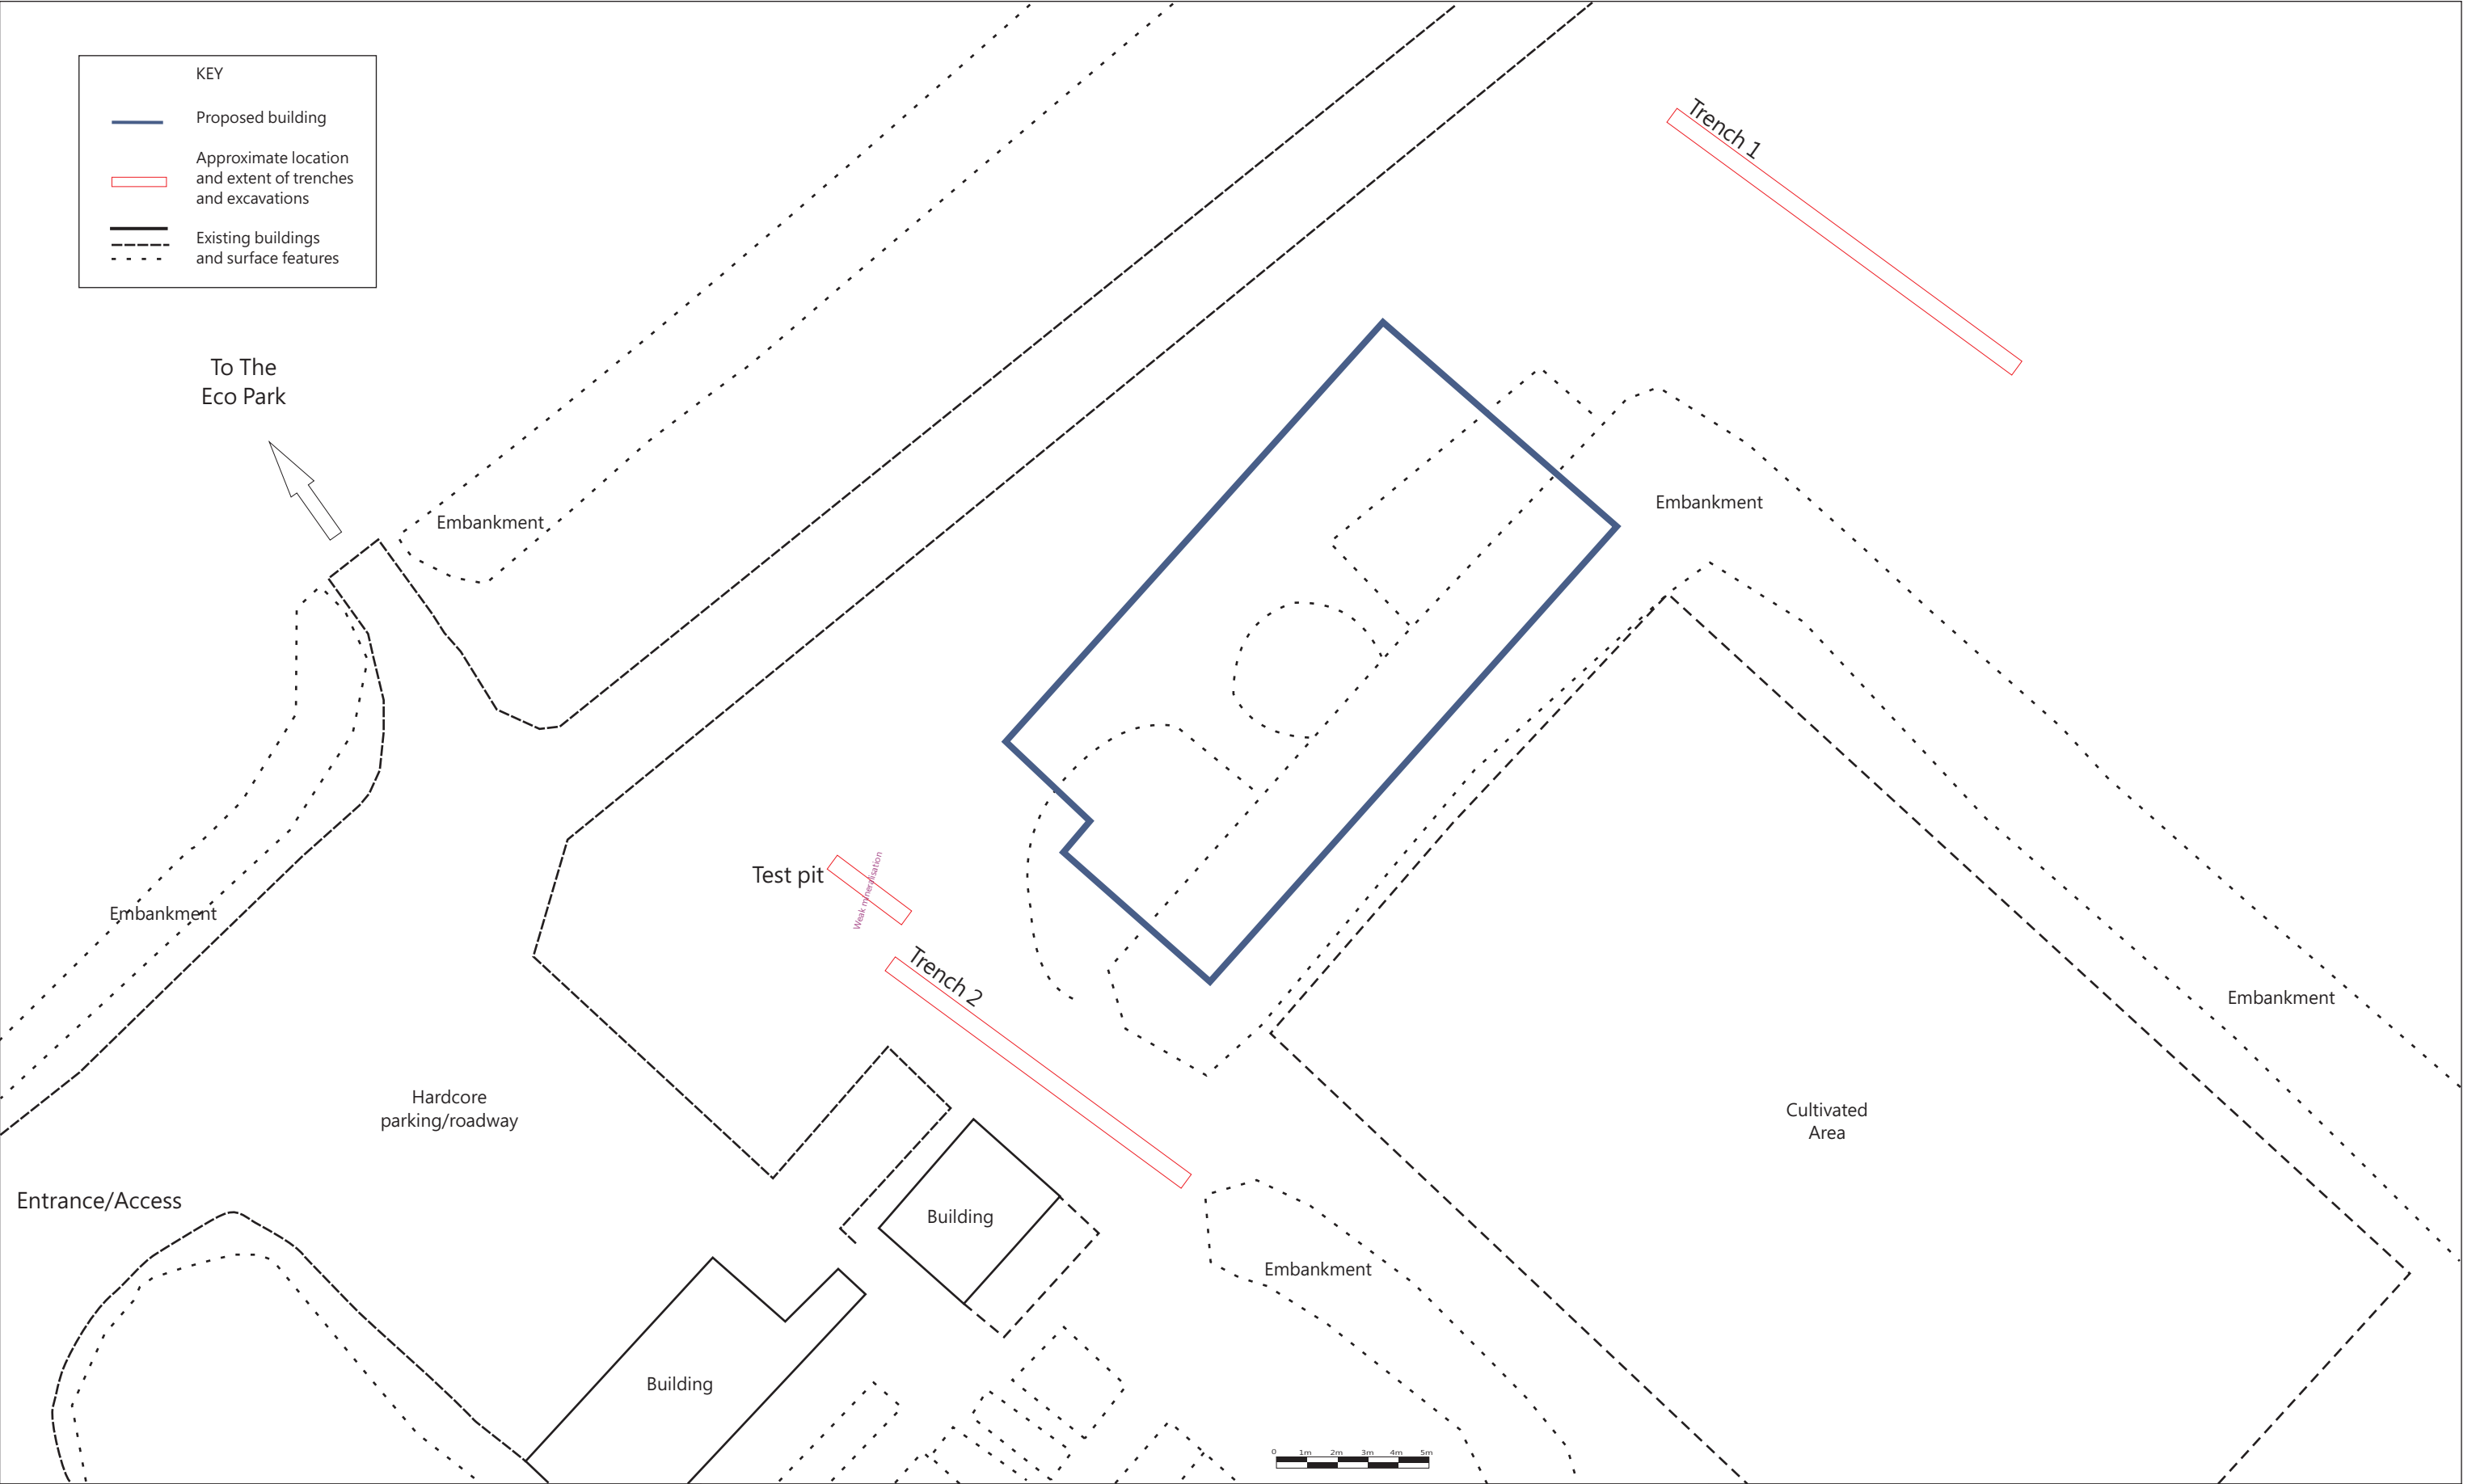 KEY
Proposed building
Approximate location
and extent of trenches
and excavations
Existing buildings
and surface features
Trench 1
To The
Eco Park
Embankment
Embankment
Test pit
Weak mineralisation
Embankment
Trench 2
Embankment
Hardcore
parking/roadway
Cultivated
Area
Entrance/Access
Building
Embankment
Building
0 1m 2m 3m 4m 5m